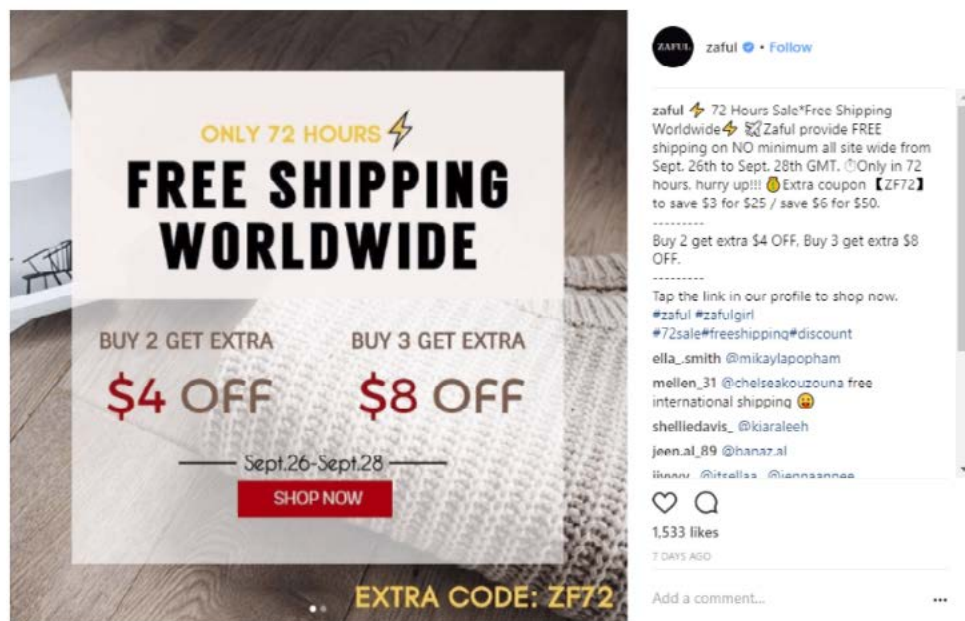 ONLY 72 HOURS⚡
FREE SHIPPING
WORLDWIDE
BUY 2 GET EXTRA
$4 OFF
BUY 3 GET EXTRA
$8 OFF
Sept.26-Sept.28
SHOP NOW
EXTRA CODE: ZF72
ZAFUL
zaful • Follow
zaful ⚡ 72 Hours Sale*Free Shipping
Worldwide⚡ Zaful provide FREE
shipping on NO minimum all site wide from
Sept. 26th to Sept. 28th GMT. ⏱Only in 72
hours, hurry up!!! 💰Extra coupon【ZF72】
to save $3 for $25 / save $6 for $50.
---------
Buy 2 get extra $4 OFF, Buy 3 get extra $8
OFF.
---------
Tap the link in our profile to shop now.
#zaful #zafulgirl
#72sale#freeshipping#discount
ella_.smith @mikaylapopham
mellen_31 @chelseakouzouna free
international shipping 😛
shelliedavis_ @kiaraleeh
jeen.al_89 @hanaz.al
1,533 likes
7 DAYS AGO
Add a comment...